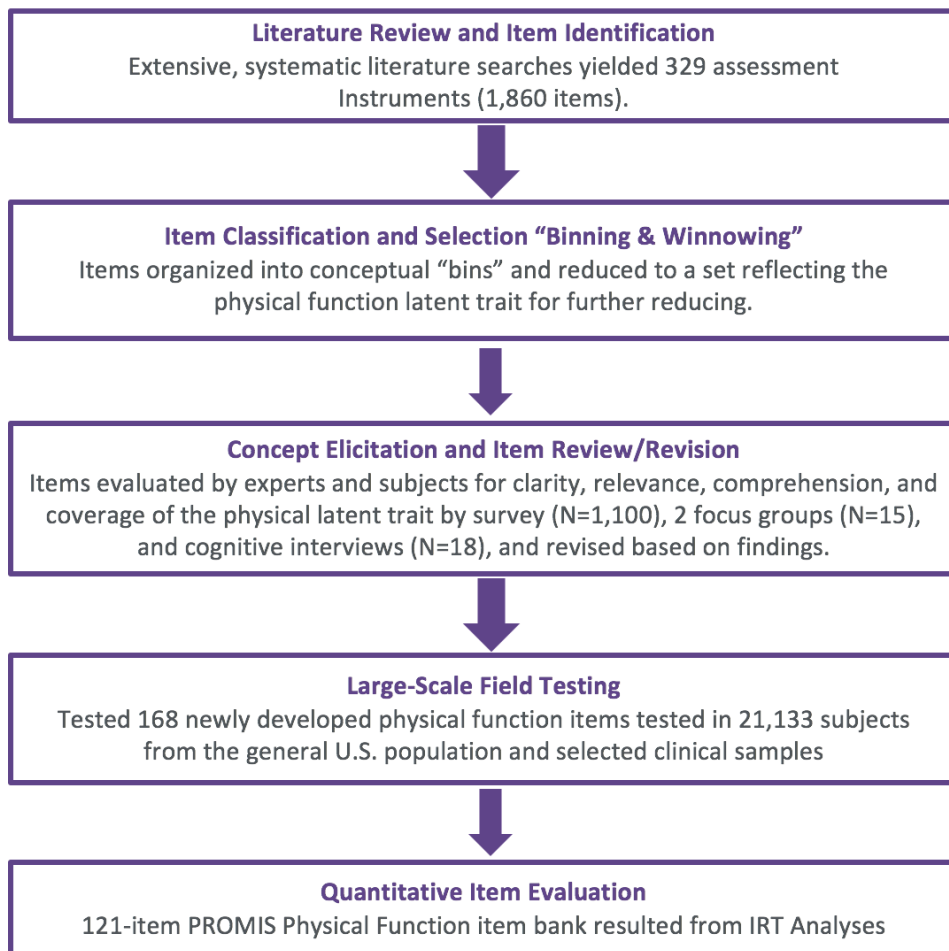 Literature Review and Item Identification
Extensive, systematic literature searches yielded 329 assessment
Instruments (1,860 items).
Item Classification and Selection “Binning & Winnowing”
Items organized into conceptual “bins” and reduced to a set reflecting the
physical function latent trait for further reducing.
Concept Elicitation and Item Review/Revision
Items evaluated by experts and subjects for clarity, relevance, comprehension, and
coverage of the physical latent trait by survey (N=1,100), 2 focus groups (N=15),
and cognitive interviews (N=18), and revised based on findings.
Large-Scale Field Testing
Tested 168 newly developed physical function items tested in 21,133 subjects
from the general U.S. population and selected clinical samples
Quantitative Item Evaluation
121-item PROMIS Physical Function item bank resulted from IRT Analyses